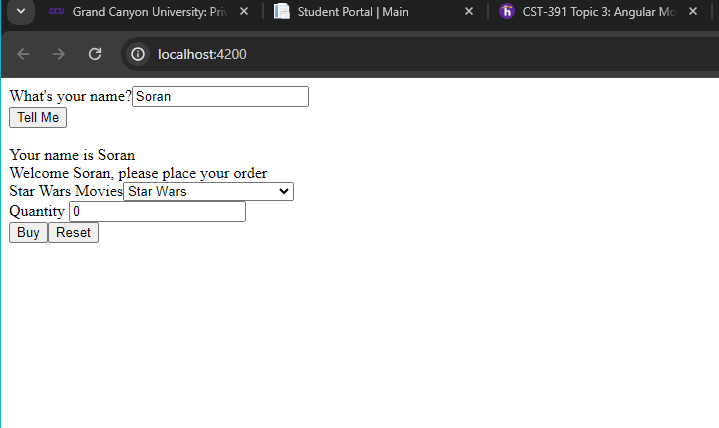 GCU Grand Canyon University: Priv
Student Portal | Main
h CST-391 Topic 3: Angular Mo
localhost:4200
What's your name? Soran
Tell Me
Your name is Soran
Welcome Soran, please place your order
Star Wars Movies Star Wars
Quantity 0
Buy Reset